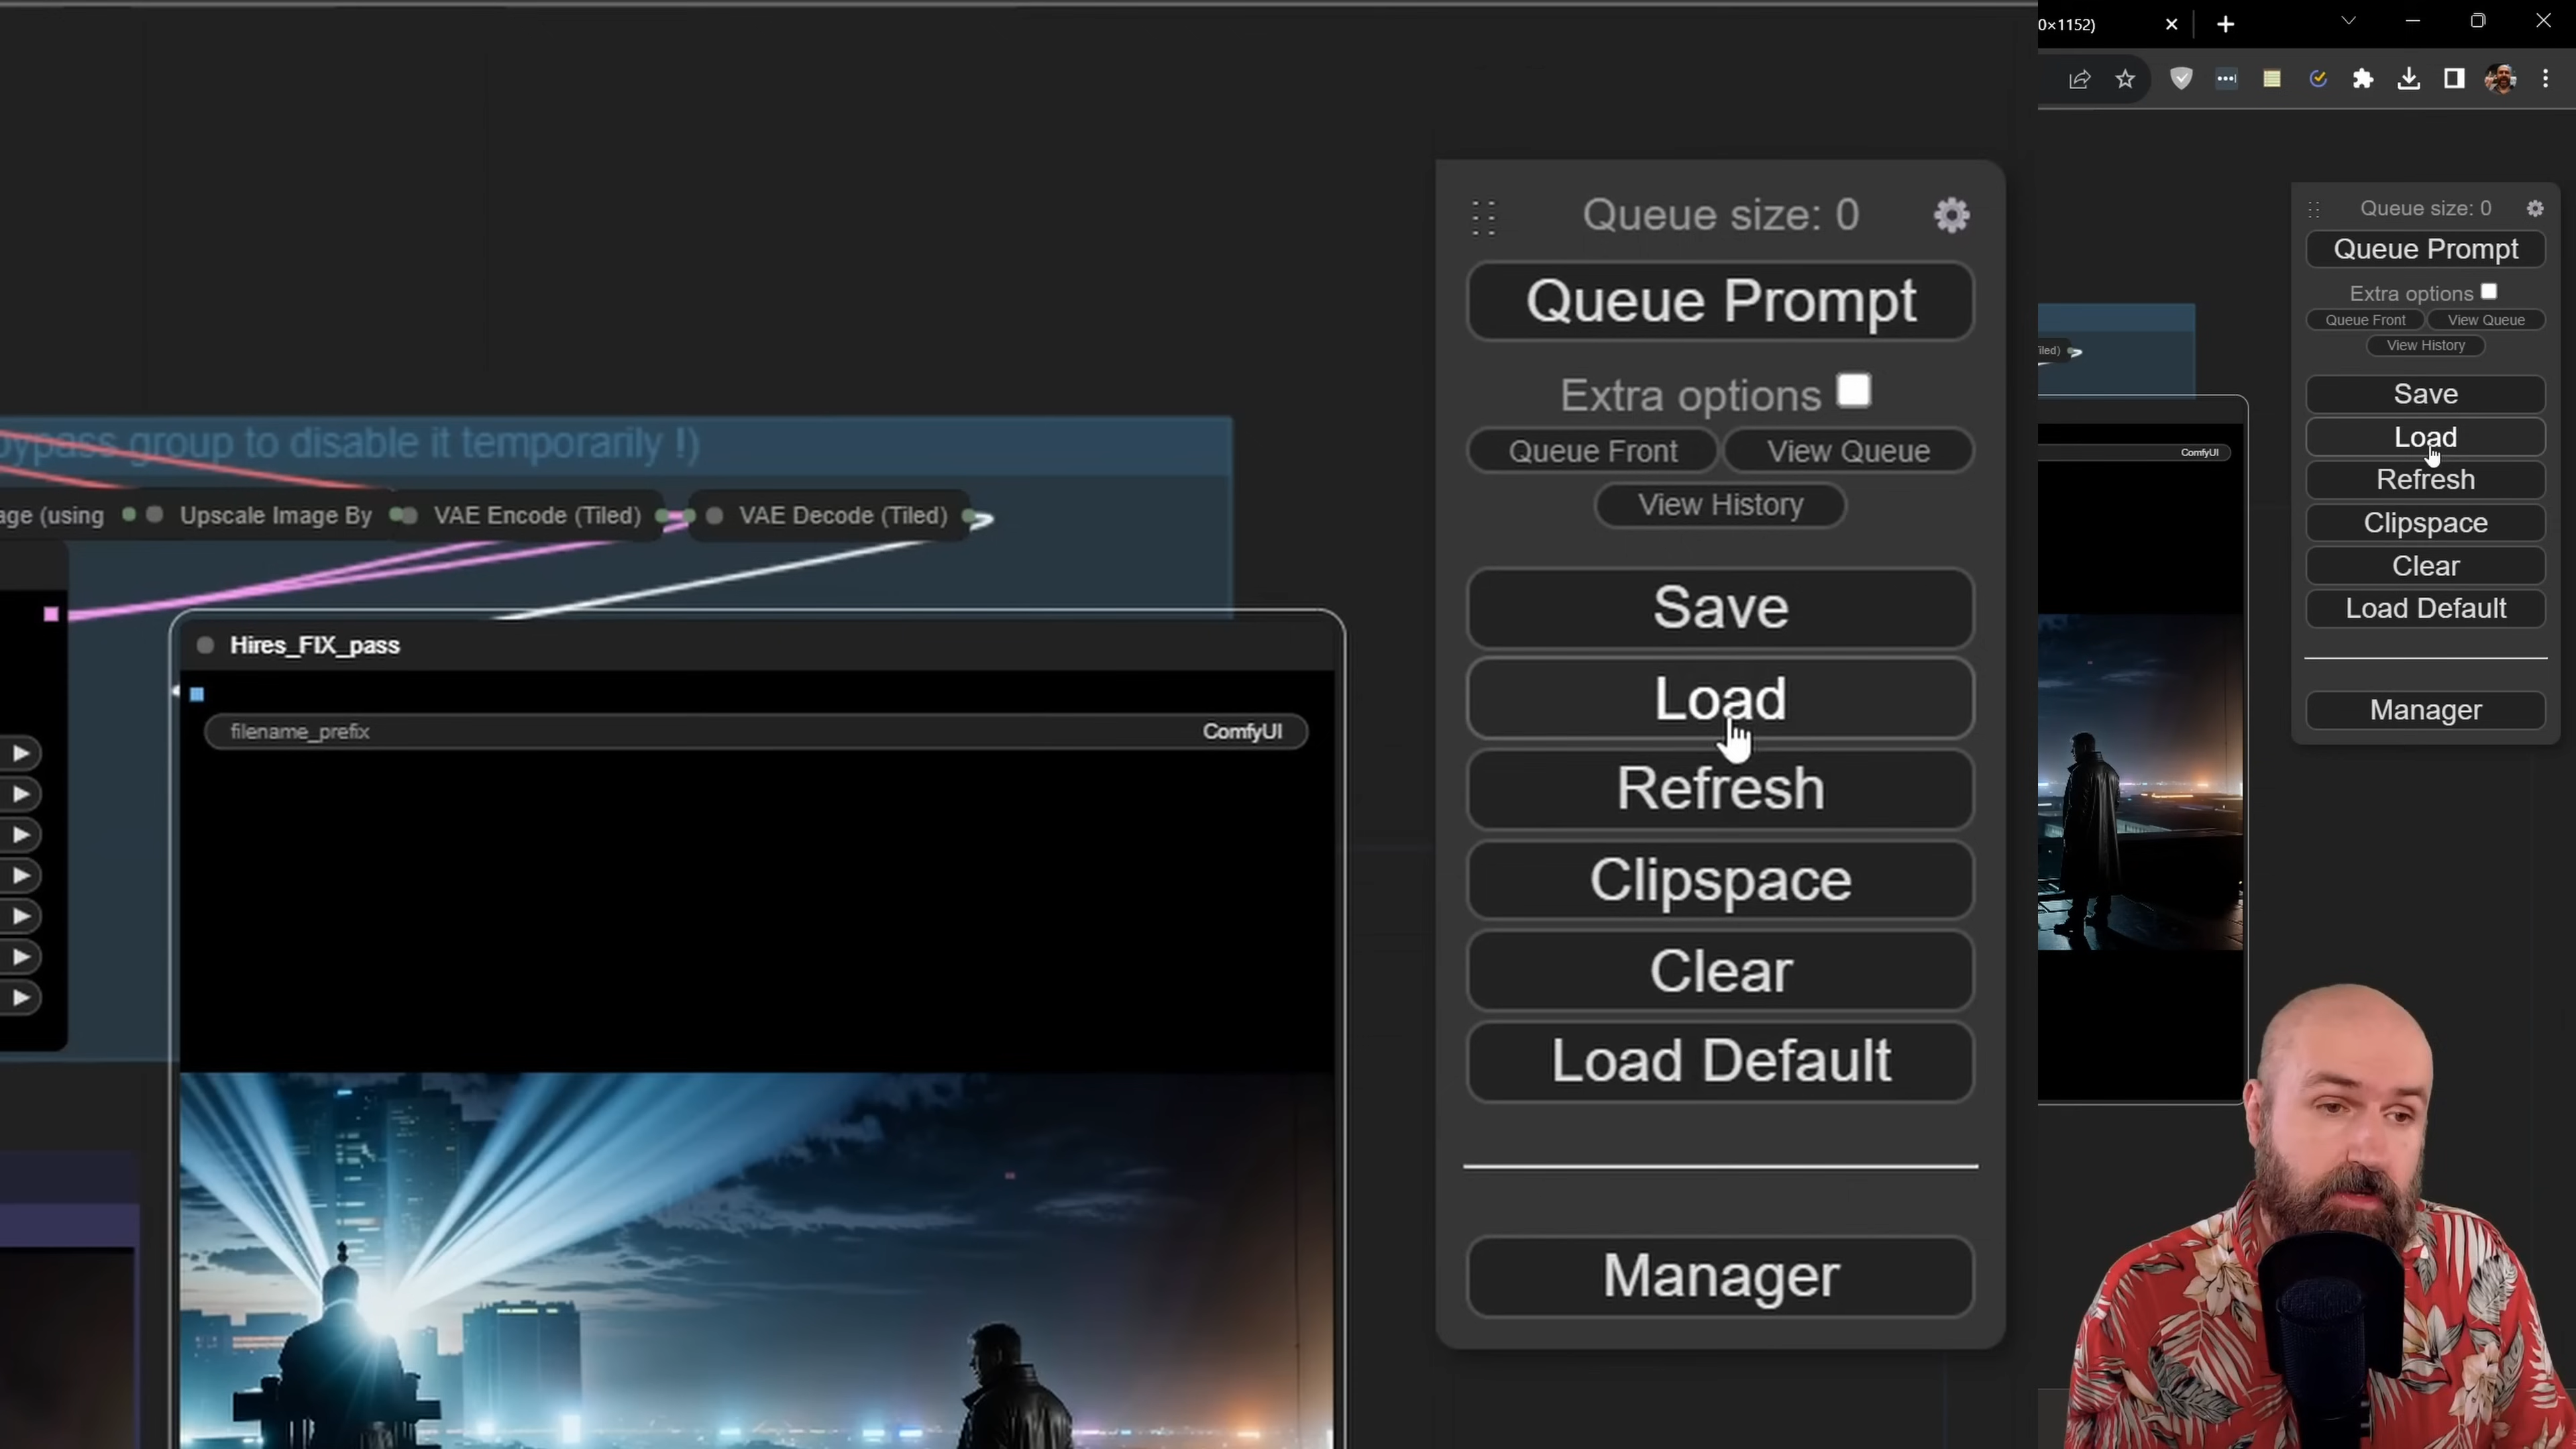 0×1152)
bypass group to disable it temporarily !)
age (using
Upscale Image By
VAE Encode (Tiled)
VAE Decode (Tiled)
Hires_FIX_pass
filename_prefix
ComfyUI
Queue size: 0
Queue Prompt
Extra options
Queue Front
View Queue
View History
Save
Load
Refresh
Clipspace
Clear
Load Default
Manager
Queue size: 0
Queue Prompt
Extra options
Queue Front
View Queue
View History
Save
Load
Refresh
Clipspace
Clear
Load Default
Manager
iled)
ComfyUI